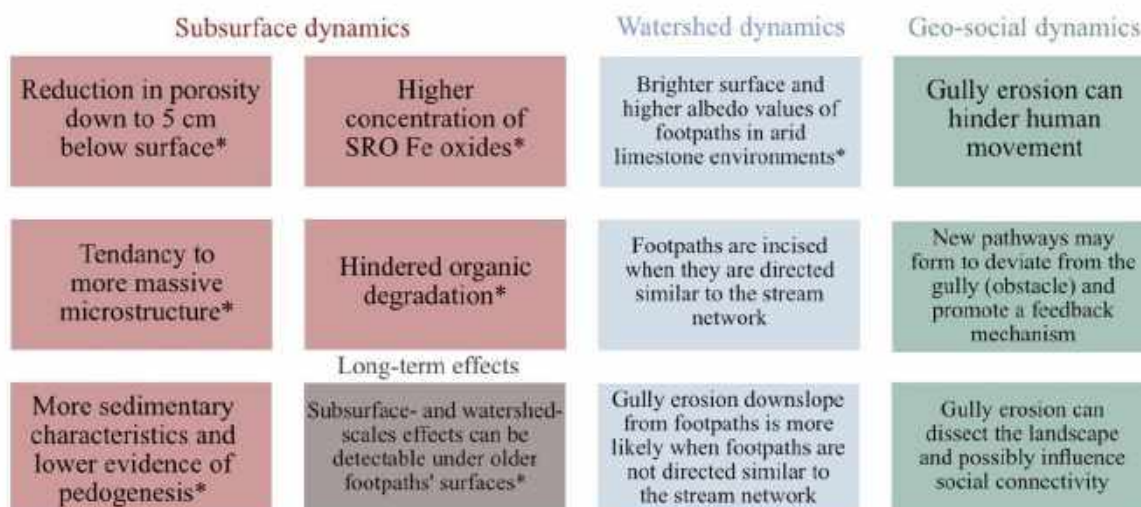 Subsurface dynamics
Watershed dynamics
Geo-social dynamics
Reduction in porosity
down to 5 cm
below surface*
Higher
concentration of
SRO Fe oxides*
Brighter surface and
higher albedo values of
footpaths in arid
limestone environments*
Gully erosion can
hinder human
movement
Tendancy to
more massive
microstructure*
Hindered organic
degradation*
Footpaths are incised
when they are directed
similar to the stream
network
New pathways may
form to deviate from the
gully (obstacle) and
promote a feedback
mechanism
Long-term effects
More sedimentary
characteristics and
lower evidence of
pedogenesis*
Subsurface- and watershed-
scales effects can be
detectable under older
footpaths' surfaces*
Gully erosion downslope
from footpaths is more
likely when footpaths are
not directed similar to
the stream network
Gully erosion can
dissect the landscape
and possibly influence
social connectivity